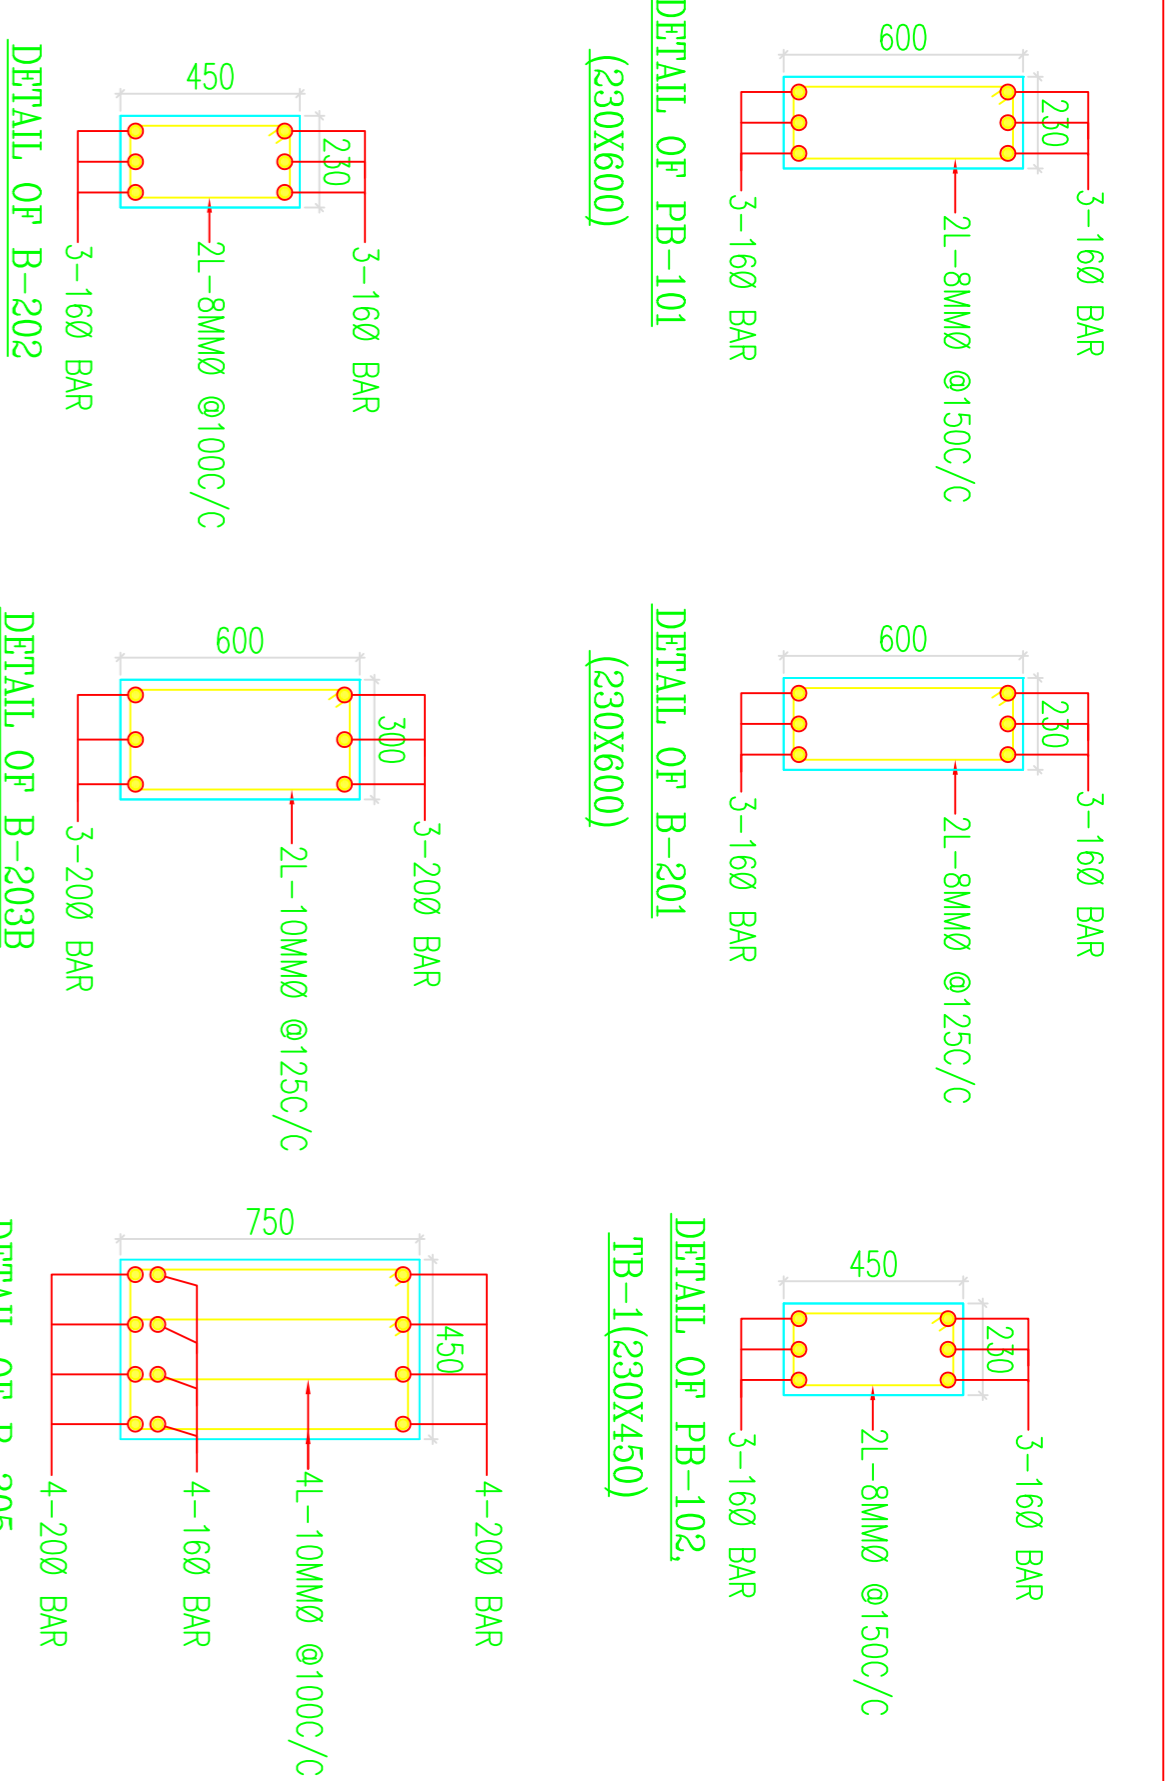 600
230
3-16Ø BAR
2L-8MMØ @150C/C
3-16Ø BAR
DETAIL OF PB-101
(230X600)
600
230
3-16Ø BAR
2L-8MMØ @125C/C
3-16Ø BAR
DETAIL OF B-201
(230X600)
450
230
3-16Ø BAR
2L-8MMØ @150C/C
3-16Ø BAR
DETAIL OF PB-102,
TB-1(230X450)
450
230
3-16Ø BAR
2L-8MMØ @100C/C
3-16Ø BAR
DETAIL OF B-202
600
300
3-20Ø BAR
2L-10MMØ @125C/C
3-20Ø BAR
DETAIL OF B-203B
750
450
4-20Ø BAR
4L-10MMØ @100C/C
4-16Ø BAR
4-20Ø BAR
DETAIL OF B-205